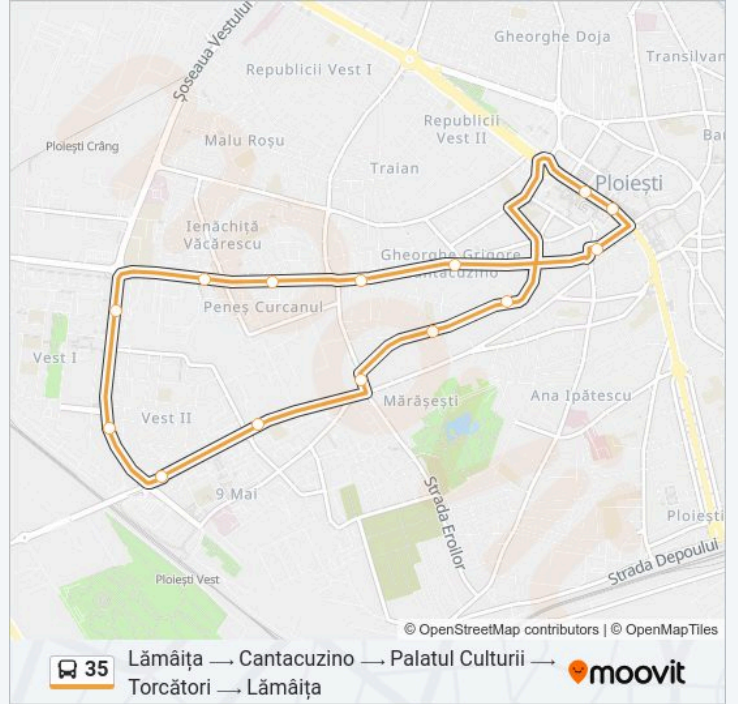 Gheorghe Doja
Șoseaua Vestului
Republicii Vest I
Transilvan
Republicii
Vest II
Ploiești Crâng
Malu Roșu
Traian
Ploiești
Ienăchiță
Văcărescu
Gheorghe Grigore
Cantacuzino
Peneș Curcanul
Vest I
Mărășești
Ana Ipătescu
Vest II
9 Mai
Strada Eroilor
Ploiești
Strada Depoului
Ploiești Vest
© OpenStreetMap contributors | © OpenMapTiles
35
Lămâița → Cantacuzino → Palatul Culturii →
Torcători → Lămâița
moovit